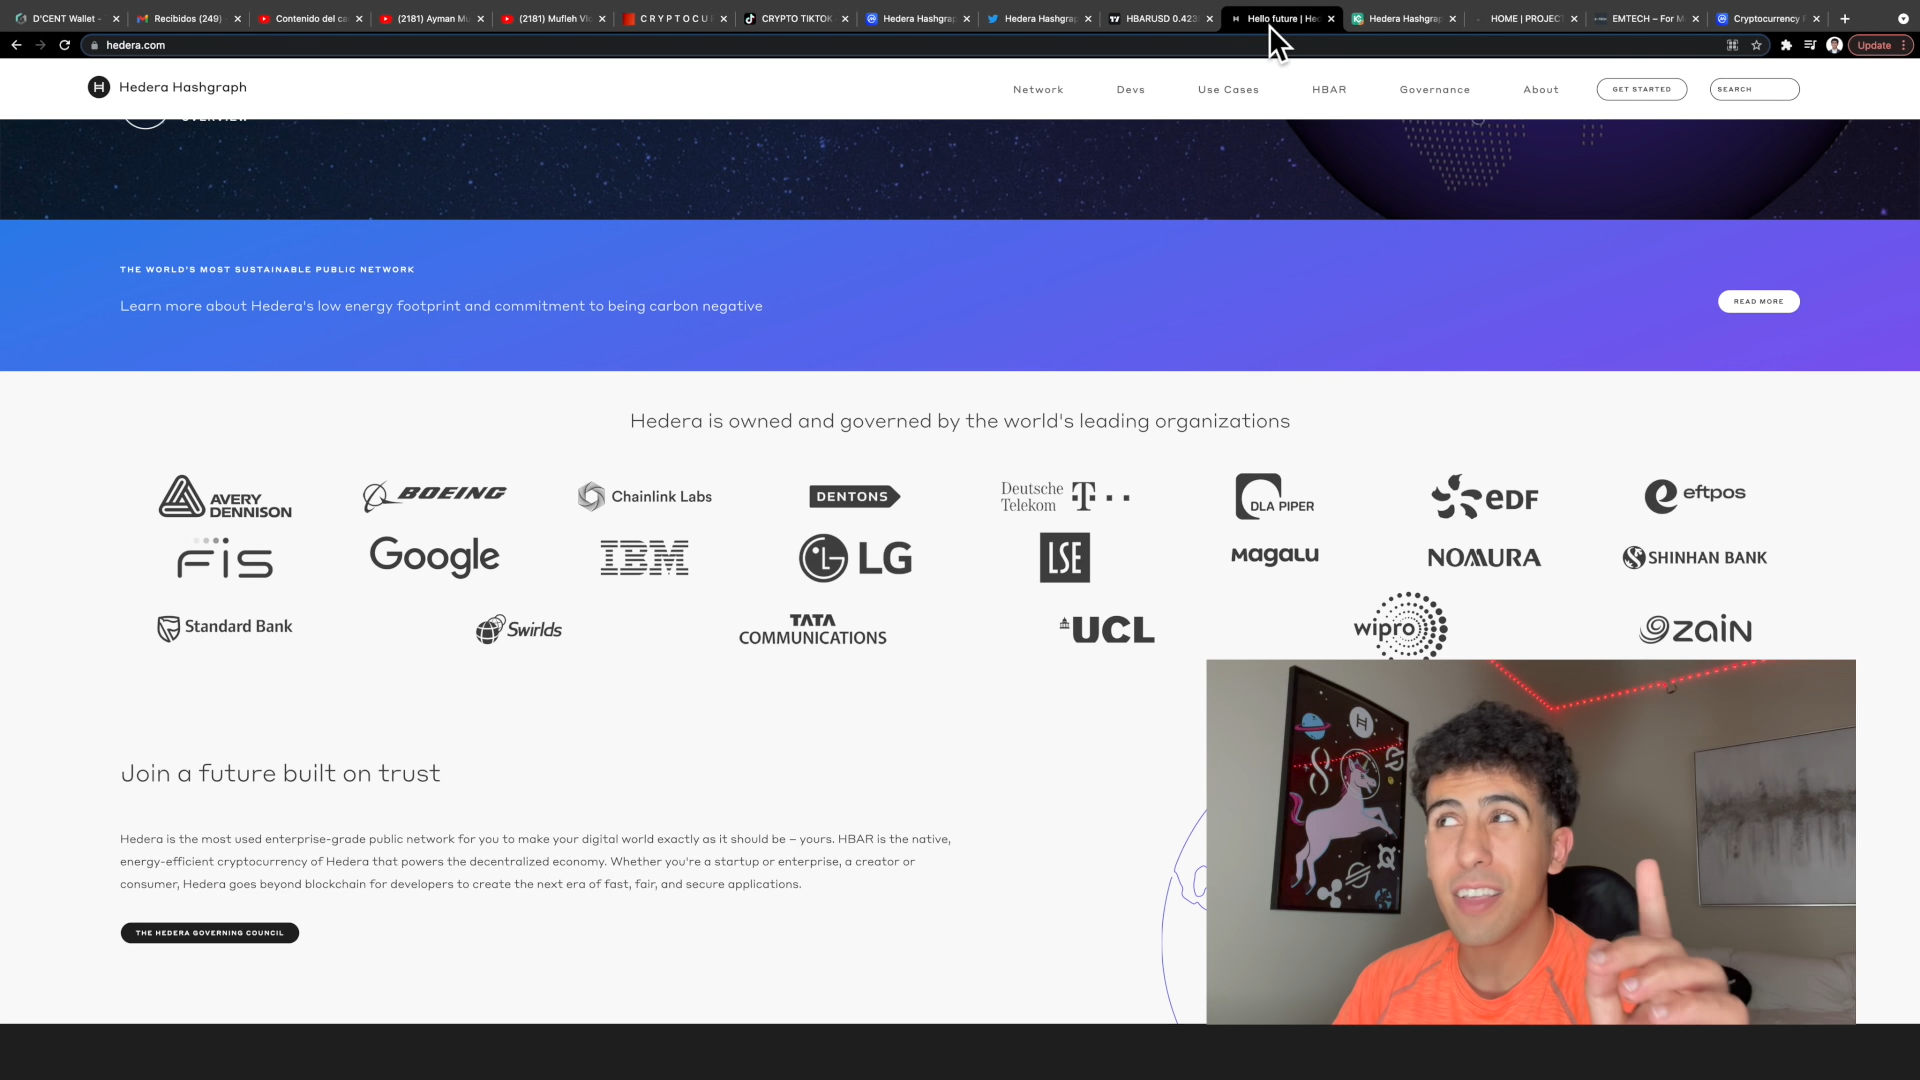 D'CENT Wallet -
Recibidos (249)
Contenido del ca
(2181) Ayman Mu
(2181) Mufleh Vlo
C R Y P T O C U
CRYPTO TIKTOK
Hedera Hashgrap
Hedera Hashgrap
HBARUSD 0.423
Hello future | He
Hedera Hashgrap
HOME | PROJEC
EMTECH – For M
Cryptocurrency
hedera.com
Update
Hedera Hashgraph
Network
Devs
Use Cases
HBAR
Governance
About
GET STARTED
SEARCH
OVERVIEW
THE WORLD'S MOST SUSTAINABLE PUBLIC NETWORK
Learn more about Hedera's low energy footprint and commitment to being carbon negative
READ MORE
Hedera is owned and governed by the world's leading organizations
AVERY
DENNISON
BOEING
Chainlink Labs
DENTONS
Deutsche
Telekom
T
DLA PIPER
eDF
eftpos
FIS
Google
IBM
LG
LSE
magalu
NOMURA
SHINHAN BANK
Standard Bank
Swirlds
TATA
COMMUNICATIONS
UCL
wipro
zain
Join a future built on trust
Hedera is the most used enterprise-grade public network for you to make your digital world exactly as it should be – yours. HBAR is the native,
energy-efficient cryptocurrency of Hedera that powers the decentralized economy. Whether you're a startup or enterprise, a creator or
consumer, Hedera goes beyond blockchain for developers to create the next era of fast, fair, and secure applications.
THE HEDERA GOVERNING COUNCIL